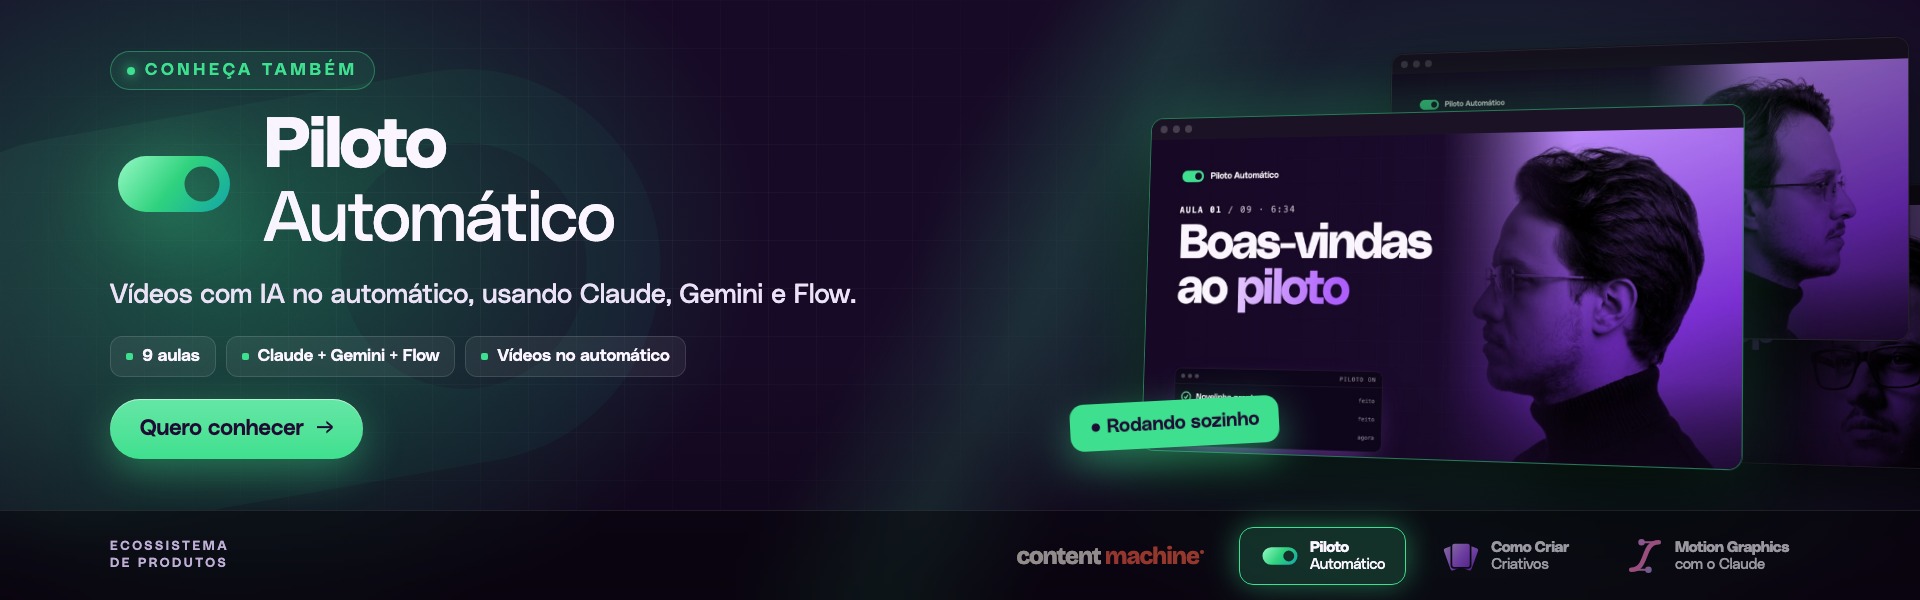 CONHEÇA TAMBÉM
Piloto
Automático
Vídeos com IA no automático, usando Claude, Gemini e Flow.
9 aulas
Claude + Gemini + Flow
Vídeos no automático
Quero conhecer →
Piloto Automático
Piloto Automático
AULA 01 / 09 · 6:34
Boas-vindas
ao piloto
PILOTO ON
feito
feito
agora
Rodando sozinho
ECOSSISTEMA
DE PRODUTOS
content machine
Piloto
Automático
Como Criar
Criativos
Motion Graphics
com o Claude